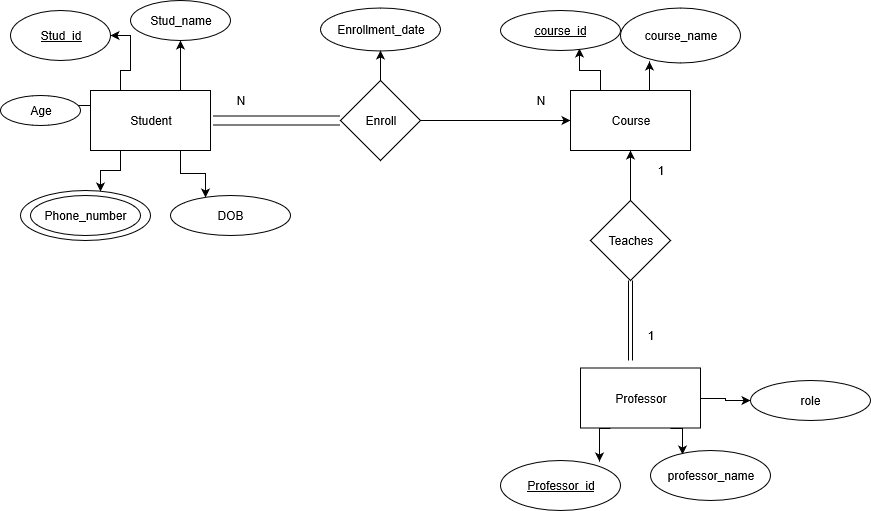 Stud_name
Enrollment_date
course_id
course_name
Stud_id
Age
Student
N
Enroll
N
Course
1
Phone_number
DOB
Teaches
1
Professor
role
Professor_id
professor_name